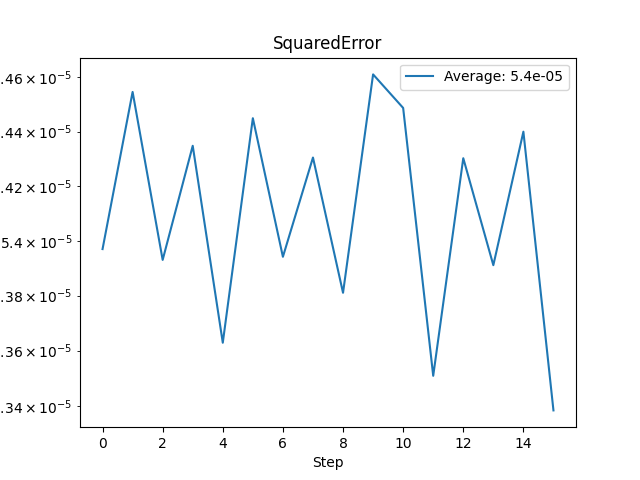 SquaredError
Average: 5.4e-05
.46 × 10⁻⁵
.44 × 10⁻⁵
.42 × 10⁻⁵
5.4 × 10⁻⁵
.38 × 10⁻⁵
.36 × 10⁻⁵
.34 × 10⁻⁵
0 2 4 6 8 10 12 14
Step